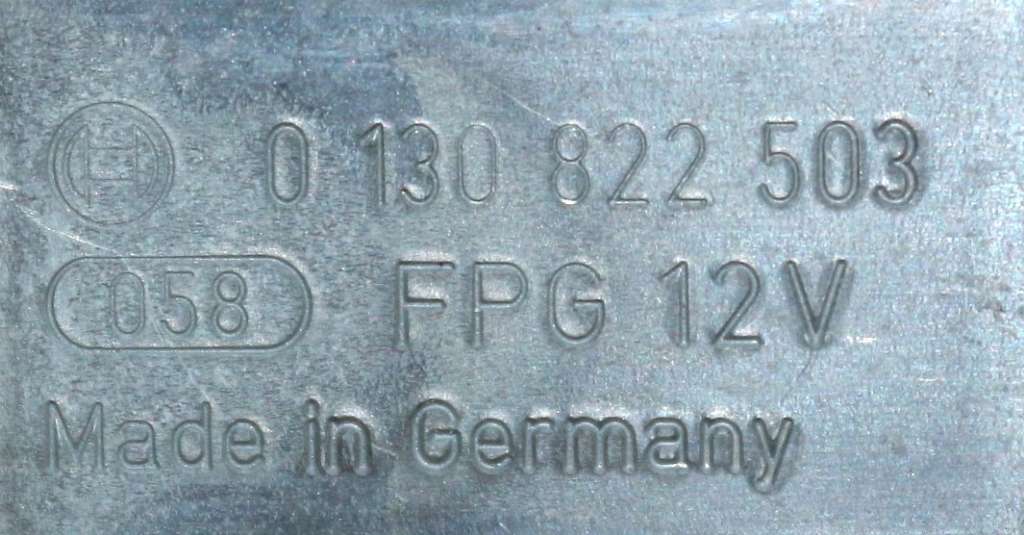 0 130 822 503
058 FPG 12V
Made in Germany